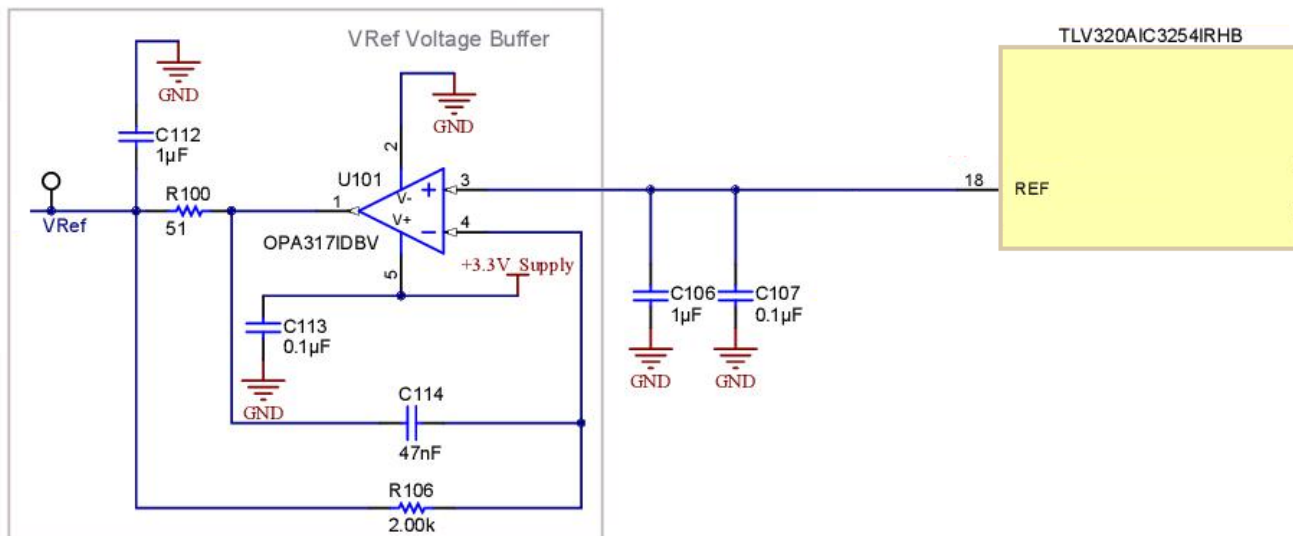 VRef Voltage Buffer
TLV320AIC3254IRHB
GND
GND
C112
1µF
2
U101
3
18
REF
R100
V-
+
VRef
51
1
V+
−
4
OPA317IDBV
5
+3.3V_Supply
C113
0.1µF
C106
1µF
C107
0.1µF
GND
GND
GND
C114
47nF
R106
2.00k